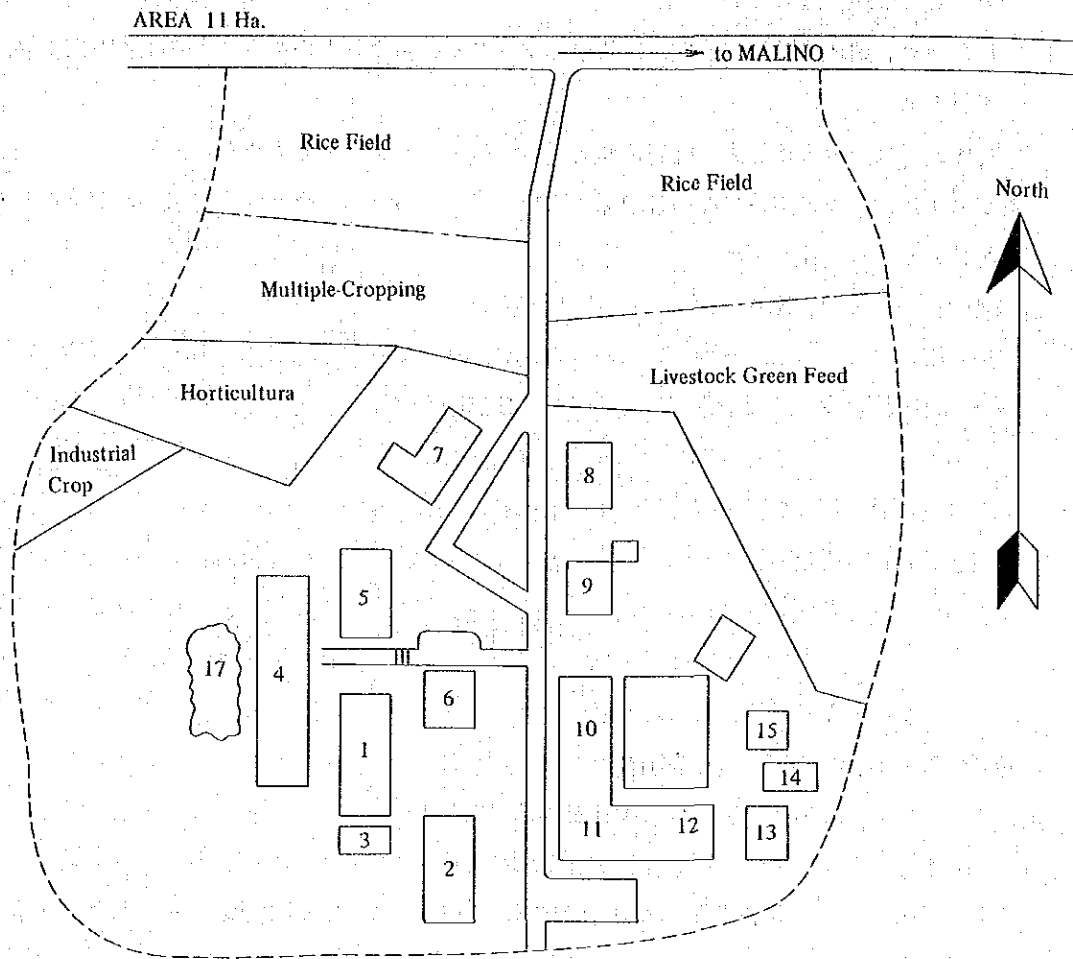 AREA 11 Ha.
to MALINO
Rice Field
Rice Field
North
Multiple-Cropping
Livestock Green Feed
Horticultura
Industrial
Crop
7
8
9
5
17
4
6
10
15
1
14
3
11
12
13
2